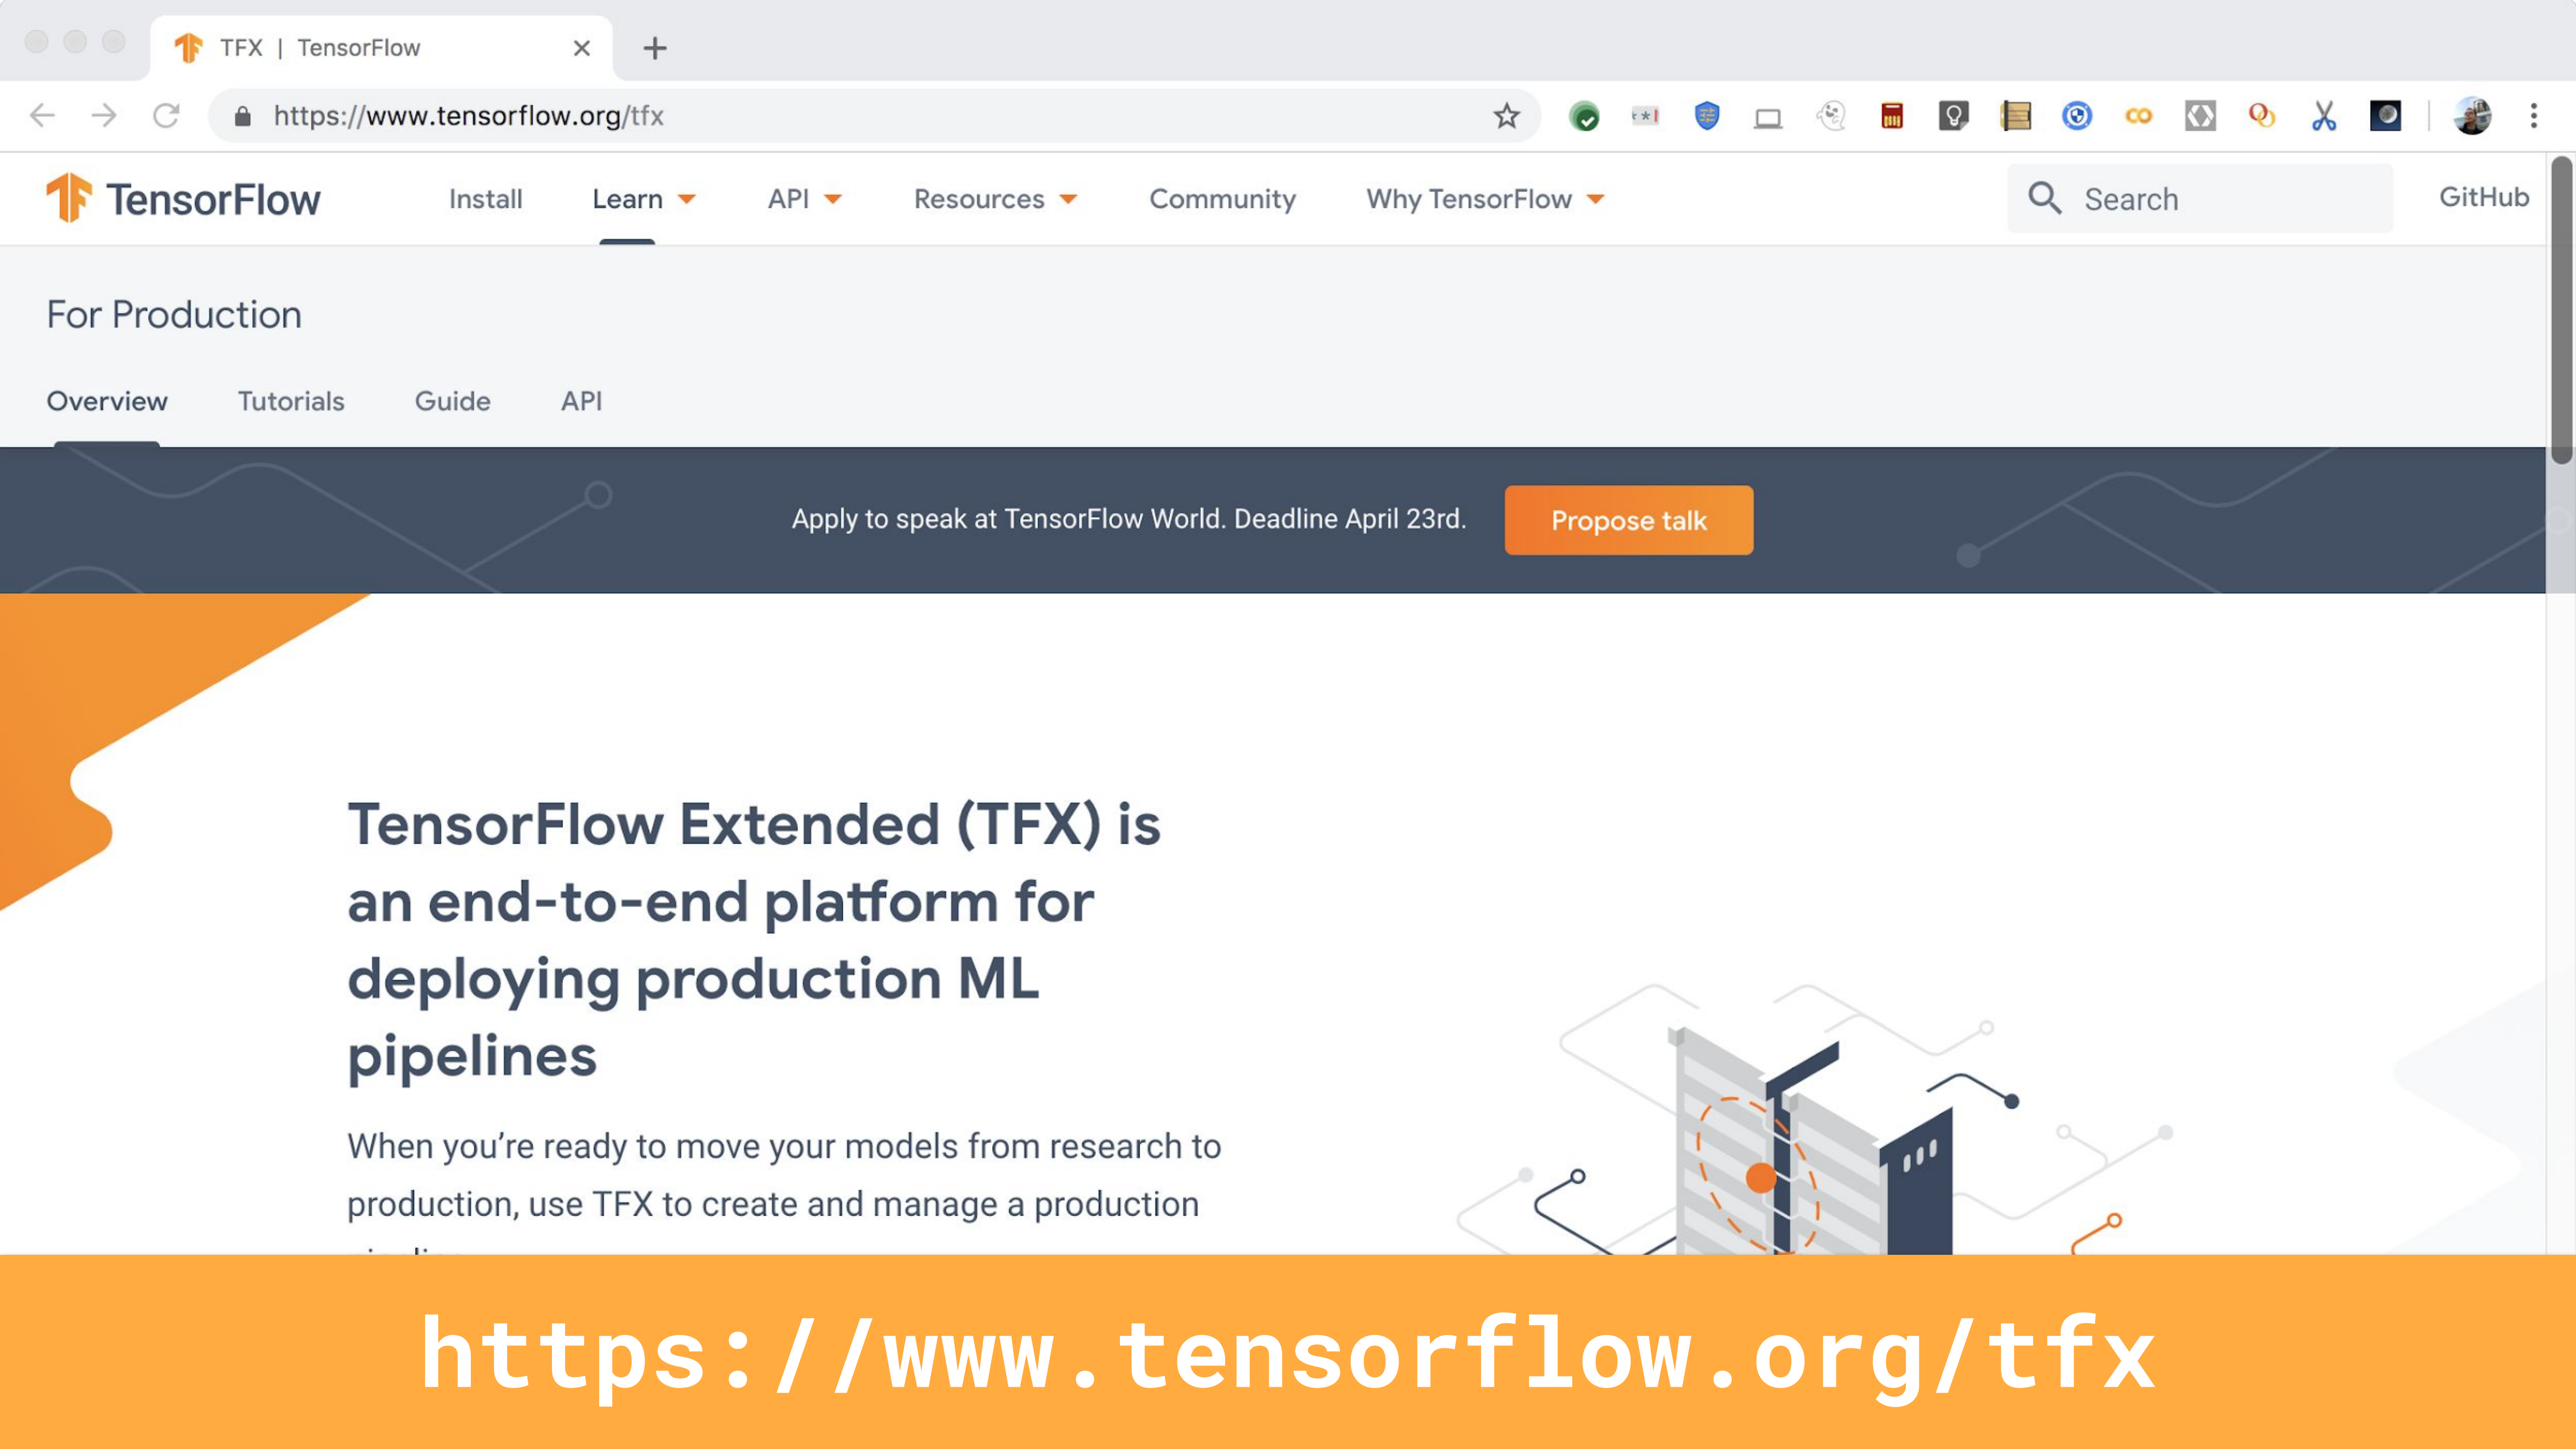 TFX | TensorFlow
https://www.tensorflow.org/tfx
TensorFlow Install Learn API Resources Community Why TensorFlow Search GitHub
For Production
Overview Tutorials Guide API
Apply to speak at TensorFlow World. Deadline April 23rd. Propose talk
TensorFlow Extended (TFX) is
an end-to-end platform for
deploying production ML
pipelines
When you’re ready to move your models from research to
production, use TFX to create and manage a production
https://www.tensorflow.org/tfx